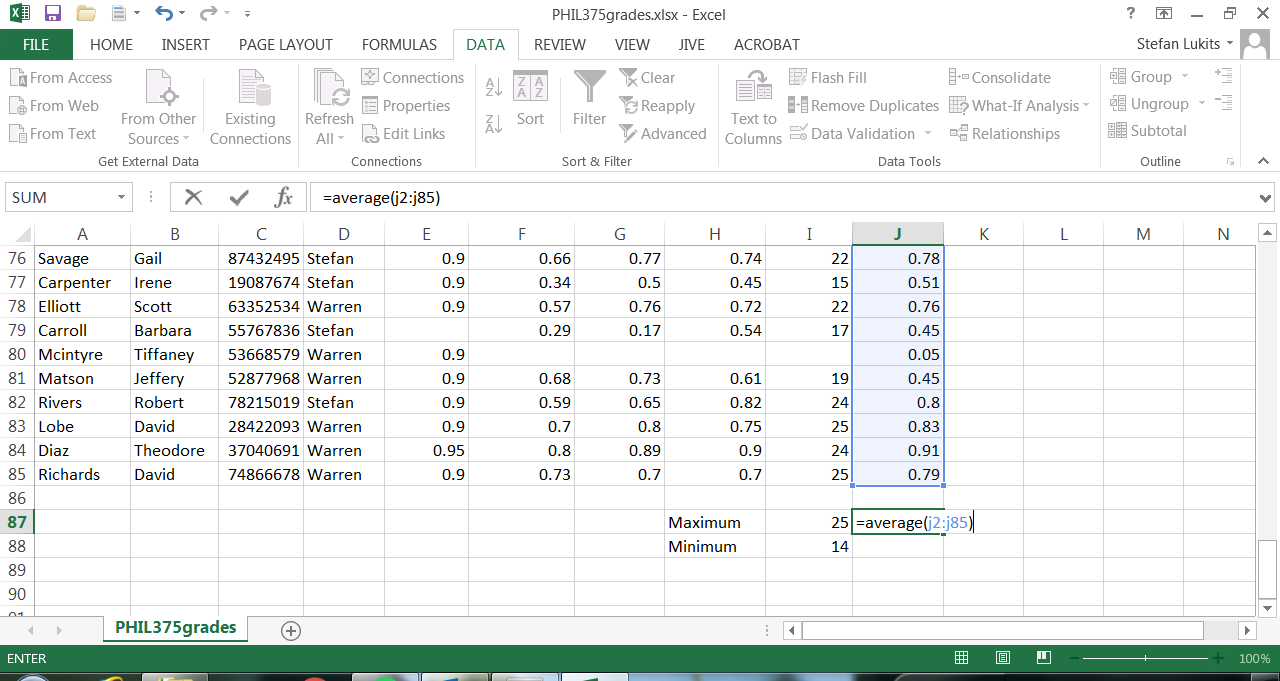 PHIL375grades.xlsx - Excel
?
FILE HOME INSERT PAGE LAYOUT FORMULAS DATA REVIEW VIEW JIVE ACROBAT Stefan Lukits
From Access
From Web
From Text
From Other Sources
Existing Connections
Get External Data
Refresh All
Connections
Properties
Edit Links
Connections
Sort
Filter
Clear
Reapply
Advanced
Sort & Filter
Text to Columns
Flash Fill
Remove Duplicates
Data Validation
Consolidate
What-If Analysis
Relationships
Data Tools
Group
Ungroup
Subtotal
Outline
SUM fx =average(j2:j85)
A B C D E F G H I J K L M N
76 Savage Gail 87432495 Stefan 0.9 0.66 0.77 0.74 22 0.78
77 Carpenter Irene 19087674 Stefan 0.9 0.34 0.5 0.45 15 0.51
78 Elliott Scott 63352534 Warren 0.9 0.57 0.76 0.72 22 0.76
79 Carroll Barbara 55767836 Stefan 0.29 0.17 0.54 17 0.45
80 Mcintyre Tiffaney 53668579 Warren 0.9 0.05
81 Matson Jeffery 52877968 Warren 0.9 0.68 0.73 0.61 19 0.45
82 Rivers Robert 78215019 Stefan 0.9 0.59 0.65 0.82 24 0.8
83 Lobe David 28422093 Warren 0.9 0.7 0.8 0.75 25 0.83
84 Diaz Theodore 37040691 Warren 0.95 0.8 0.89 0.9 24 0.91
85 Richards David 74866678 Warren 0.9 0.73 0.7 0.7 25 0.79
86
87 Maximum 25 =average(j2:j85)
88 Minimum 14
89
90
91
PHIL375grades
ENTER 100%